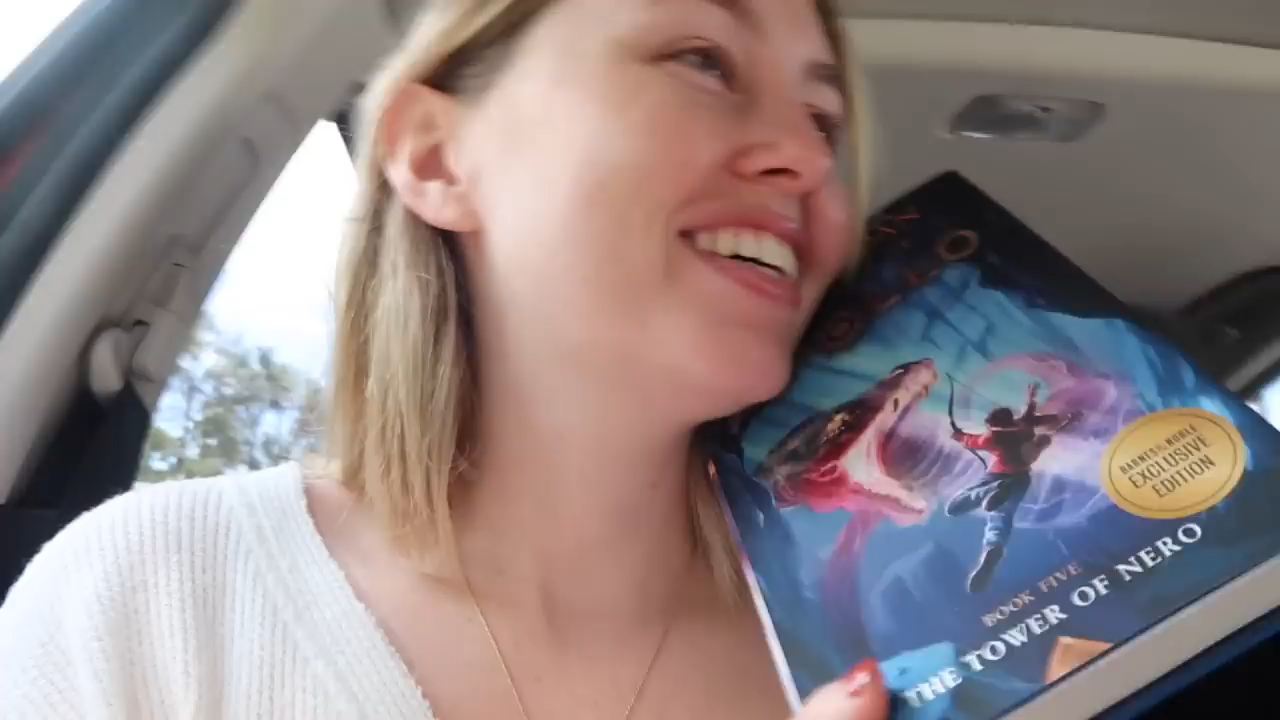 BARNES & NOBLE
EXCLUSIVE
EDITION
BOOK FIVE
THE TOWER OF NERO